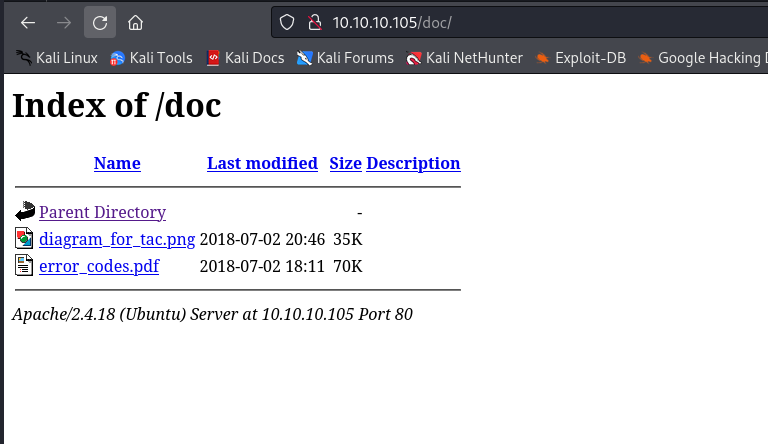 10.10.10.105/doc/
Kali Linux Kali Tools Kali Docs Kali Forums Kali NetHunter Exploit-DB Google Hacking
Index of /doc
Name Last modified Size Description
Parent Directory -
diagram_for_tac.png 2018-07-02 20:46 35K
error_codes.pdf 2018-07-02 18:11 70K
Apache/2.4.18 (Ubuntu) Server at 10.10.10.105 Port 80